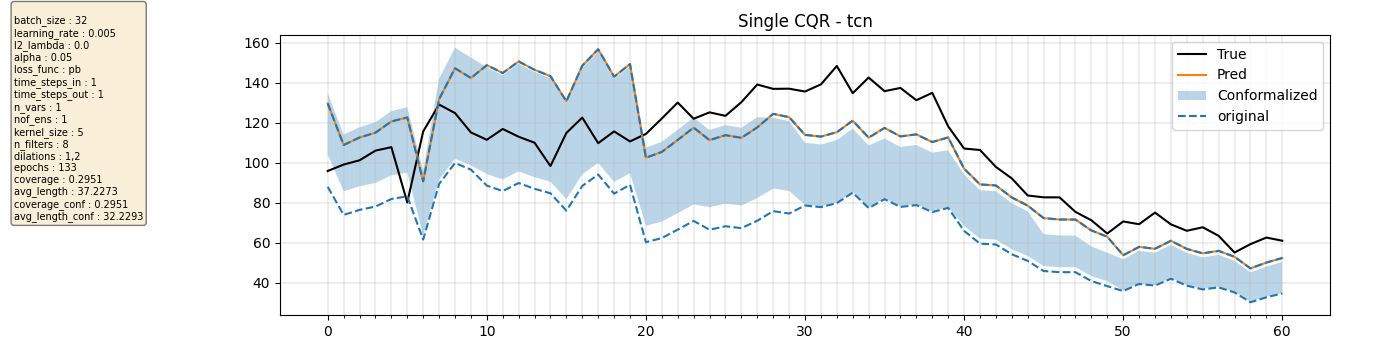 batch_size : 32
learning_rate : 0.005
l2_lambda : 0.0
alpha : 0.05
loss_func : pb
time_steps_in : 1
time_steps_out : 1
n_vars : 1
nof_ens : 1
kernel_size : 5
n_filters : 8
dilations : 1,2
epochs : 133
coverage : 0.2951
avg_length : 37.2273
coverage_conf : 0.2951
avg_length_conf : 32.2293
Single CQR - tcn
160
140
120
100
80
60
40
True
Pred
Conformalized
original
0 10 20 30 40 50 60